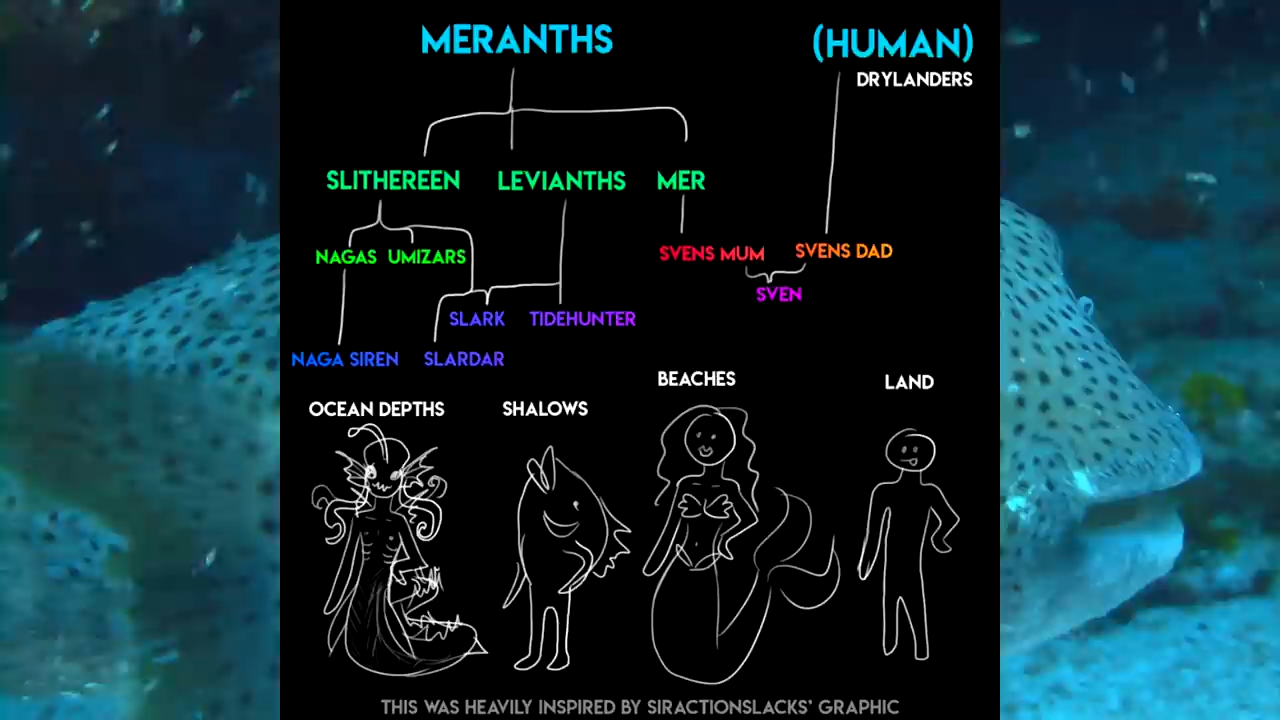 MERANTHS
(HUMAN)
DRYLANDERS
SLITHEREEN LEVIANTHS MER
NAGAS UMIZARS
SVENS MUM SVENS DAD
SVEN
SLARK TIDEHUNTER
NAGA SIREN SLARDAR
BEACHES
LAND
OCEAN DEPTHS SHALOWS
THIS WAS HEAVILY INSPIRED BY SIRACTIONSLACKS' GRAPHIC